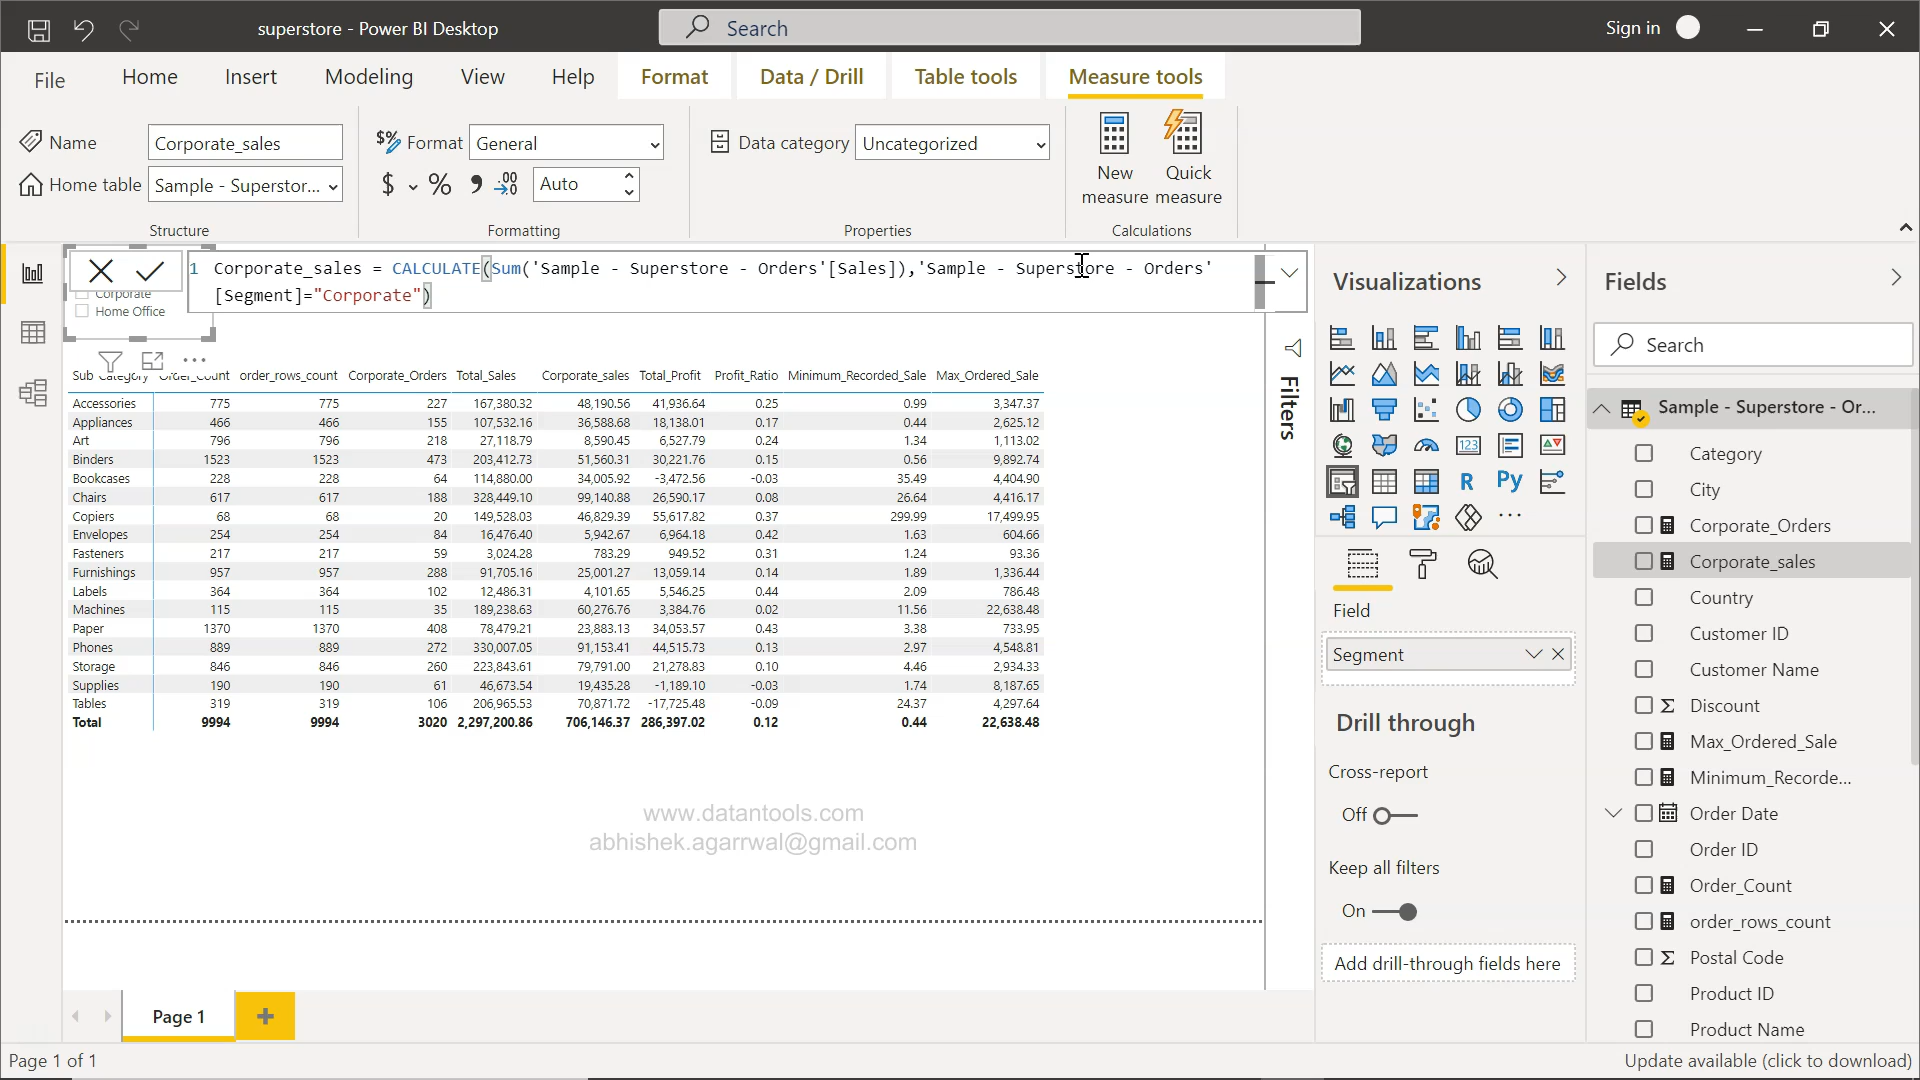 superstore - Power BI Desktop
Search
Sign in
File
Home
Insert
Modeling
View
Help
Format
Data / Drill
Table tools
Measure tools
Name
Corporate_sales
Home table
Sample - Superstor...
Structure
$% Format
General
$
%
,
.00
Auto
Formatting
Data category
Uncategorized
Properties
New measure
Quick measure
Calculations
1 Corporate_sales = CALCULATE(Sum('Sample - Superstore - Orders'[Sales]),'Sample - Superstore - Orders'
[Segment]="Corporate")
Corporate
Home Office
Sub Category Order_Count order_rows_count Corporate_Orders Total_Sales Corporate_sales Total_Profit Profit_Ratio Minimum_Recorded_Sale Max_Ordered_Sale
Accessories 775 775 227 167,380.32 48,190.56 41,936.64 0.25 0.99 3,347.37
Appliances 466 466 155 107,532.16 36,588.68 18,138.01 0.17 0.44 2,625.12
Art 796 796 218 27,118.79 8,590.45 6,527.79 0.24 1.34 1,113.02
Binders 1523 1523 473 203,412.73 51,560.31 30,221.76 0.15 0.56 9,892.74
Bookcases 228 228 64 114,880.00 34,005.92 -3,472.56 -0.03 35.49 4,404.90
Chairs 617 617 188 328,449.10 99,140.88 26,590.17 0.08 26.64 4,416.17
Copiers 68 68 20 149,528.03 46,829.39 55,617.82 0.37 299.99 17,499.95
Envelopes 254 254 84 16,476.40 5,942.67 6,964.18 0.42 1.63 604.66
Fasteners 217 217 59 3,024.28 783.29 949.52 0.31 1.24 93.36
Furnishings 957 957 288 91,705.16 25,001.27 13,059.14 0.14 1.89 1,336.44
Labels 364 364 102 12,486.31 4,101.65 5,546.25 0.44 2.09 786.48
Machines 115 115 35 189,238.63 60,276.76 3,384.76 0.02 11.56 22,638.48
Paper 1370 1370 408 78,479.21 23,883.13 34,053.57 0.43 3.38 733.95
Phones 889 889 272 330,007.05 91,153.41 44,515.73 0.13 2.97 4,548.81
Storage 846 846 260 223,843.61 79,791.00 21,278.83 0.10 4.46 2,934.33
Supplies 190 190 61 46,673.54 19,435.28 -1,189.10 -0.03 1.74 8,187.65
Tables 319 319 106 206,965.53 70,871.72 -17,725.48 -0.09 24.37 4,297.64
Total 9994 9994 3020 2,297,200.86 706,146.37 286,397.02 0.12 0.44 22,638.48
www.datantools.com
abhishek.agarrwal@gmail.com
Filters
Visualizations
R
Py
123
...
Field
Segment
Drill through
Cross-report
Off
Keep all filters
On
Add drill-through fields here
Fields
Search
Sample - Superstore - Or...
Category
City
Corporate_Orders
Corporate_sales
Country
Customer ID
Customer Name
Discount
Max_Ordered_Sale
Minimum_Recorde...
Order Date
Order ID
Order_Count
order_rows_count
Postal Code
Product ID
Product Name
Page 1
Page 1 of 1
Update available (click to download)